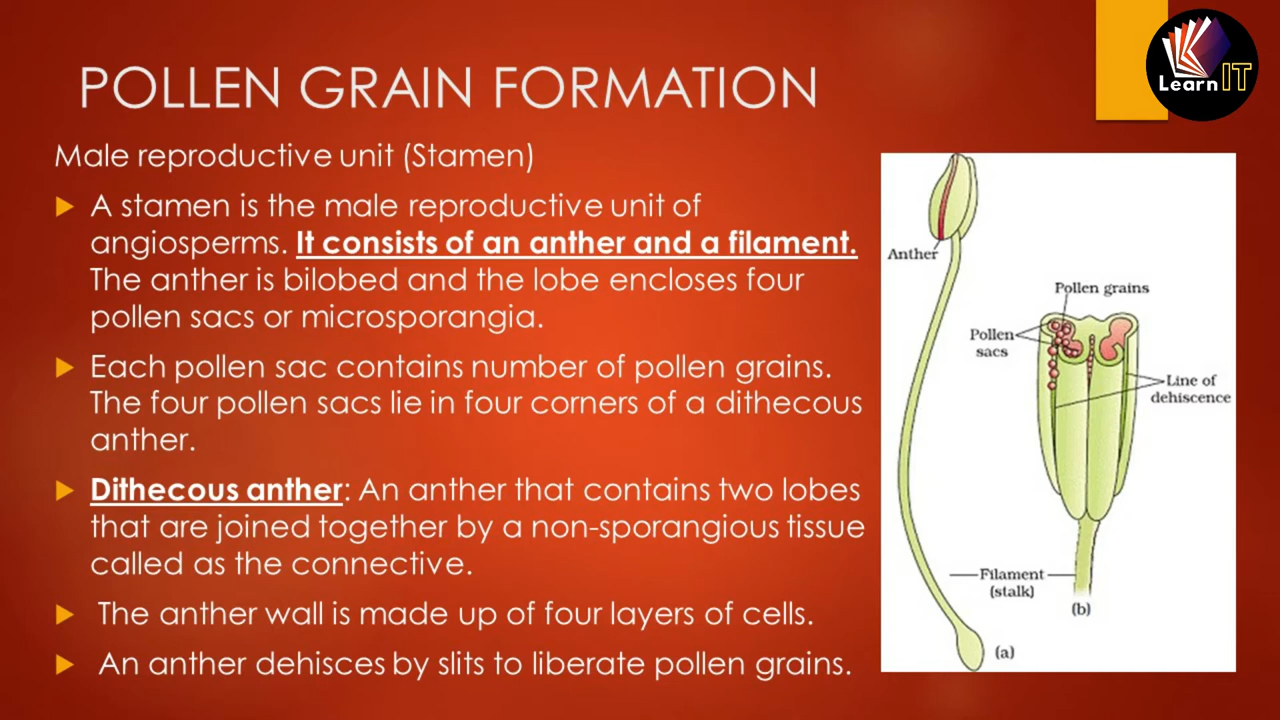 Learn IT
POLLEN GRAIN FORMATION
Male reproductive unit (Stamen)
A stamen is the male reproductive unit of
angiosperms. It consists of an anther and a filament.
The anther is bilobed and the lobe encloses four
pollen sacs or microsporangia.
Each pollen sac contains number of pollen grains.
The four pollen sacs lie in four corners of a dithecous
anther.
Dithecous anther: An anther that contains two lobes
that are joined together by a non-sporangious tissue
called as the connective.
The anther wall is made up of four layers of cells.
An anther dehisces by slits to liberate pollen grains.
Anther
Pollen grains
Pollen
sacs
Line of
dehiscence
Filament
(stalk)
(b)
(a)